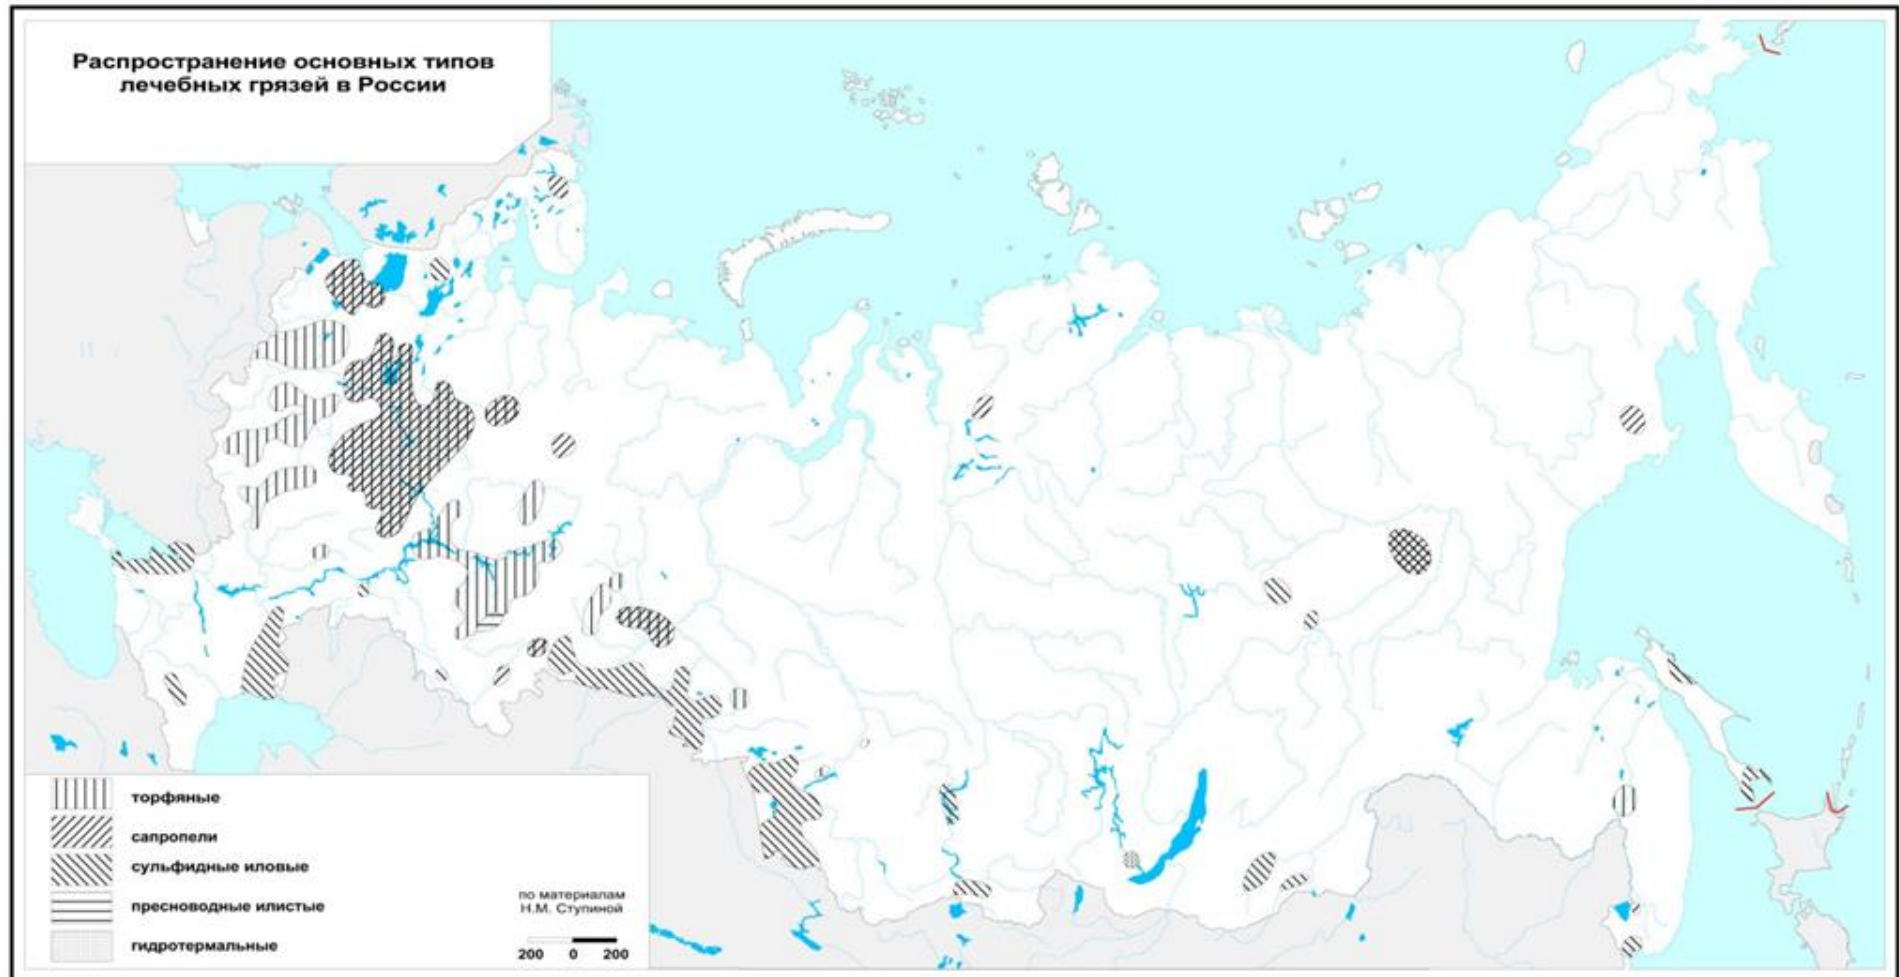 Распространение основных типов
лечебных грязей в России
торфяные
сапропели
сульфидные иловые
пресноводные илистые
гидротермальные
по материалам
Н.М. Ступиной
200 0 200